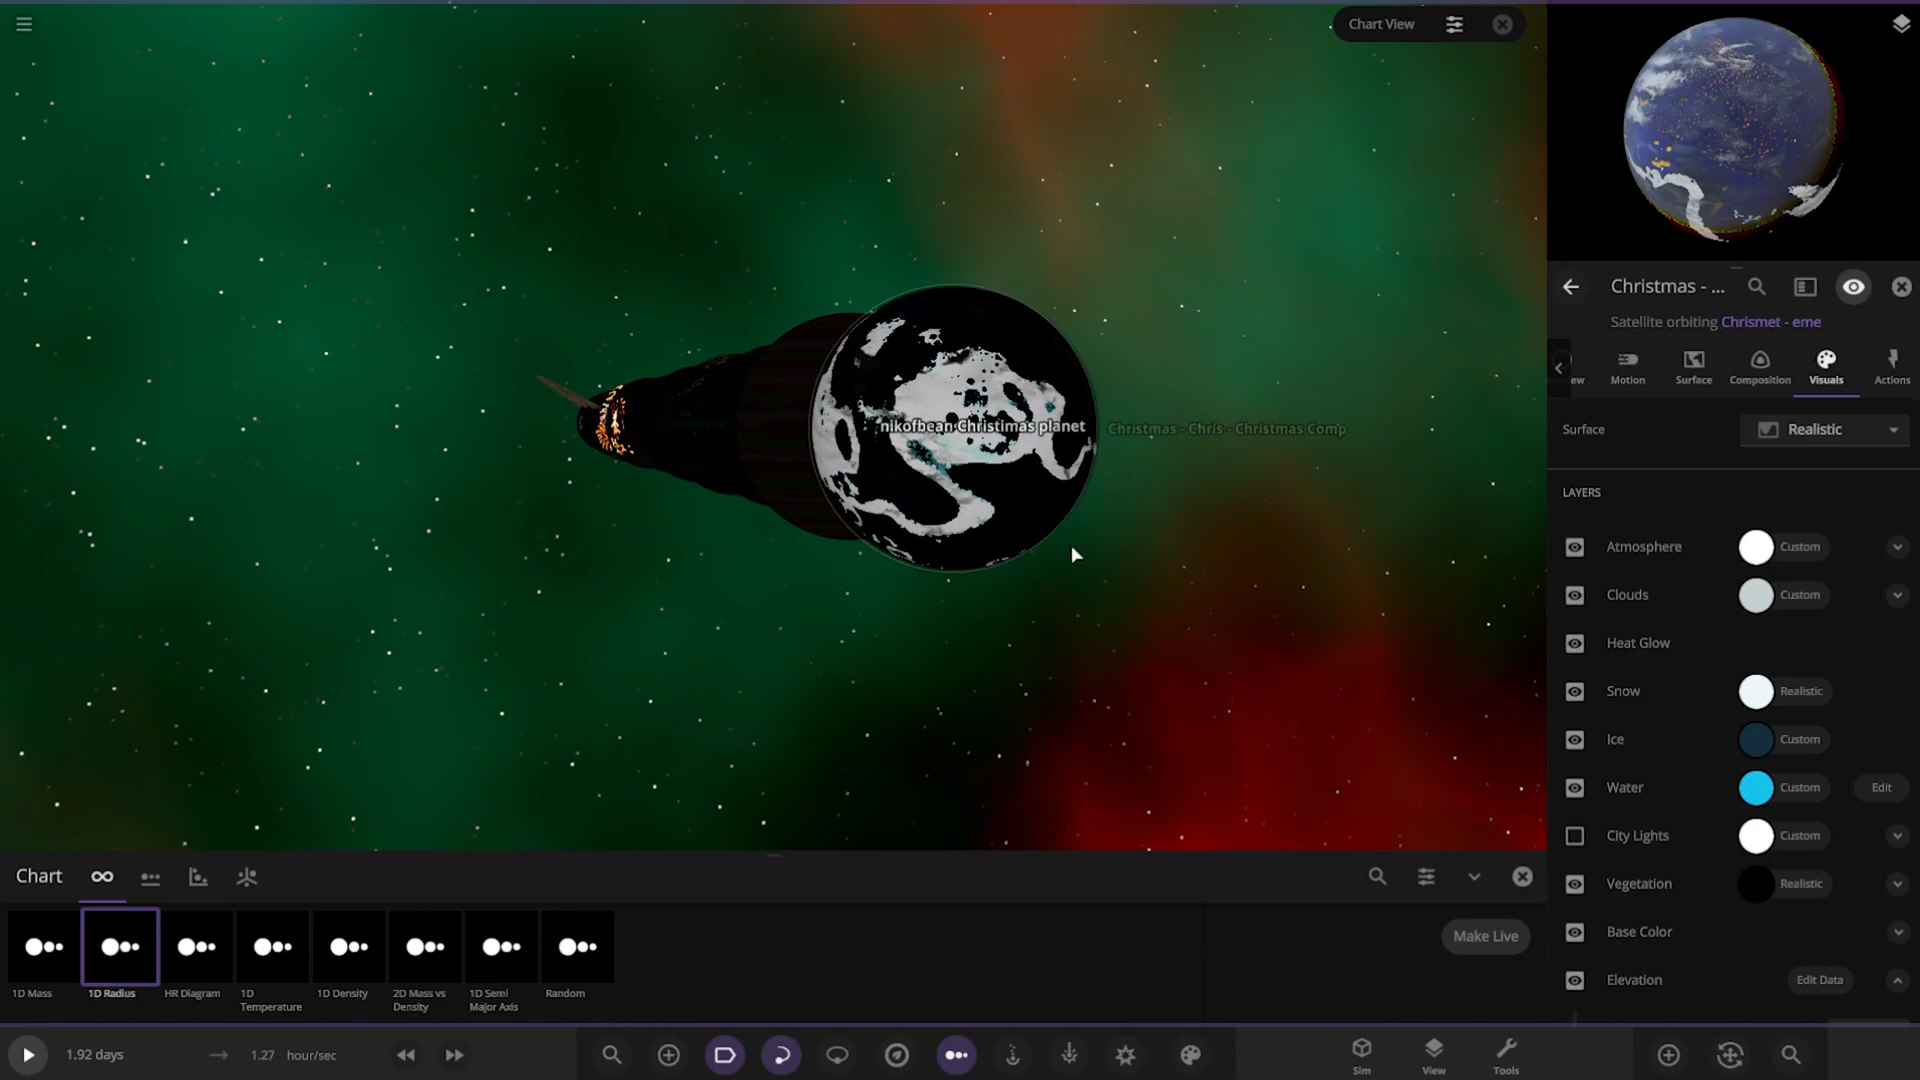 Chart View
nikofbean Christimas planet
Christmas - Chris - Christmas Comp
Christmas - ...
Satellite orbiting Chrismet - eme
ew
Motion
Surface
Composition
Visuals
Actions
Surface
Realistic
LAYERS
Atmosphere
Custom
Clouds
Custom
Heat Glow
Snow
Realistic
Ice
Custom
Water
Custom
Edit
City Lights
Custom
Vegetation
Realistic
Base Color
Elevation
Edit Data
Chart
Make Live
1D Mass
1D Radius
HR Diagram
1D
Temperature
1D Density
2D Mass vs
Density
1D Semi
Major Axis
Random
1.92 days
1.27 hour/sec
Sim
View
Tools